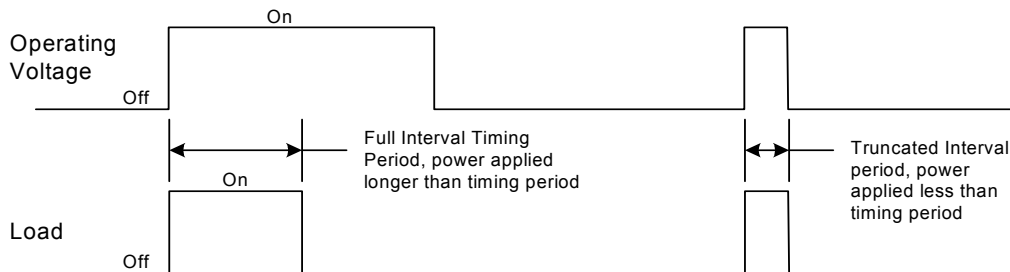 On
Operating
Voltage
Off
Full Interval Timing
Period, power applied
longer than timing period
Truncated Interval
period, power
applied less than
timing period
On
Load
Off